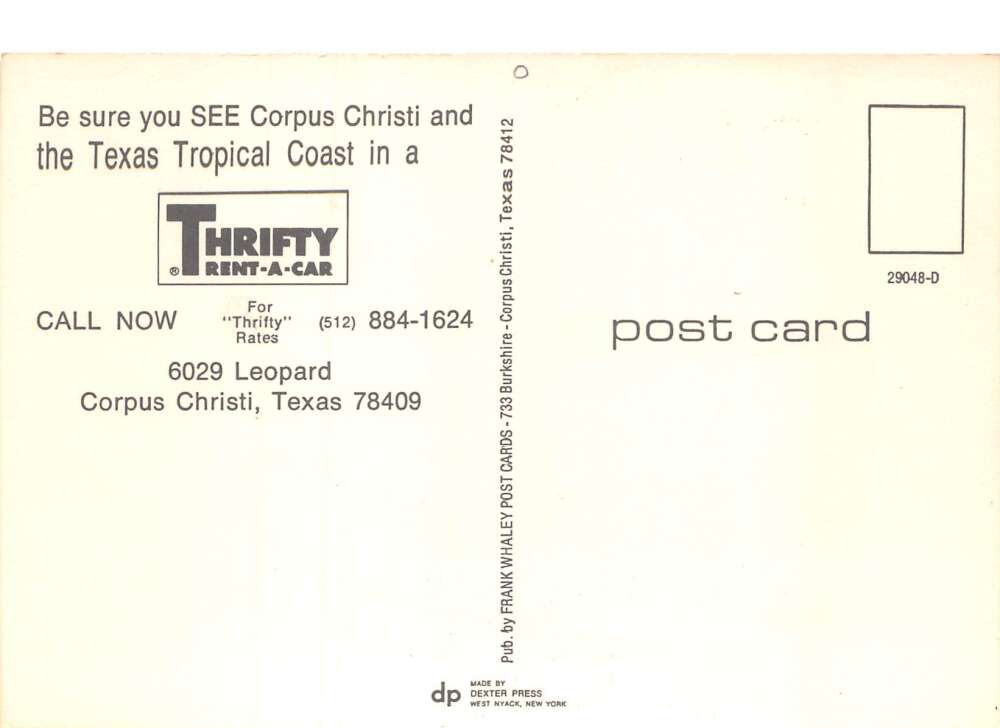 Be sure you SEE Corpus Christi and
the Texas Tropical Coast in a
THRIFTY
® RENT-A-CAR
CALL NOW For "Thrifty" Rates (512) 884-1624
6029 Leopard
Corpus Christi, Texas 78409
Pub. by FRANK WHALEY POST CARDS - 733 Burkshire - Corpus Christi, Texas 78412
29048-D
post card
dp MADE BY
DEXTER PRESS
WEST NYACK, NEW YORK